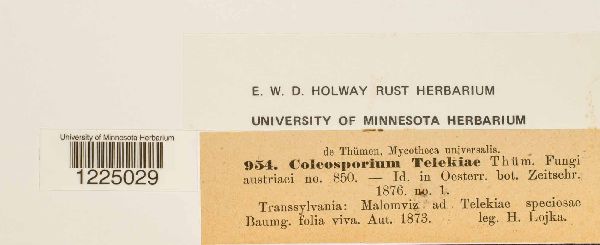 E. W. D. HOLWAY RUST HERBARIUM
UNIVERSITY OF MINNESOTA HERBARIUM
University of Minnesota Herbarium
1225029
de Thümen, Mycotheca universalis.
954. Coleosporium Telekiae Thüm. Fungi
austriaci no. 850. — Id. in Oesterr. bot. Zeitschr.
1876. no. 1.
Transsylvania: Malomviz ad Telekiae speciosae
Baumg. folia viva. Aut. 1873. leg. H. Lojka.